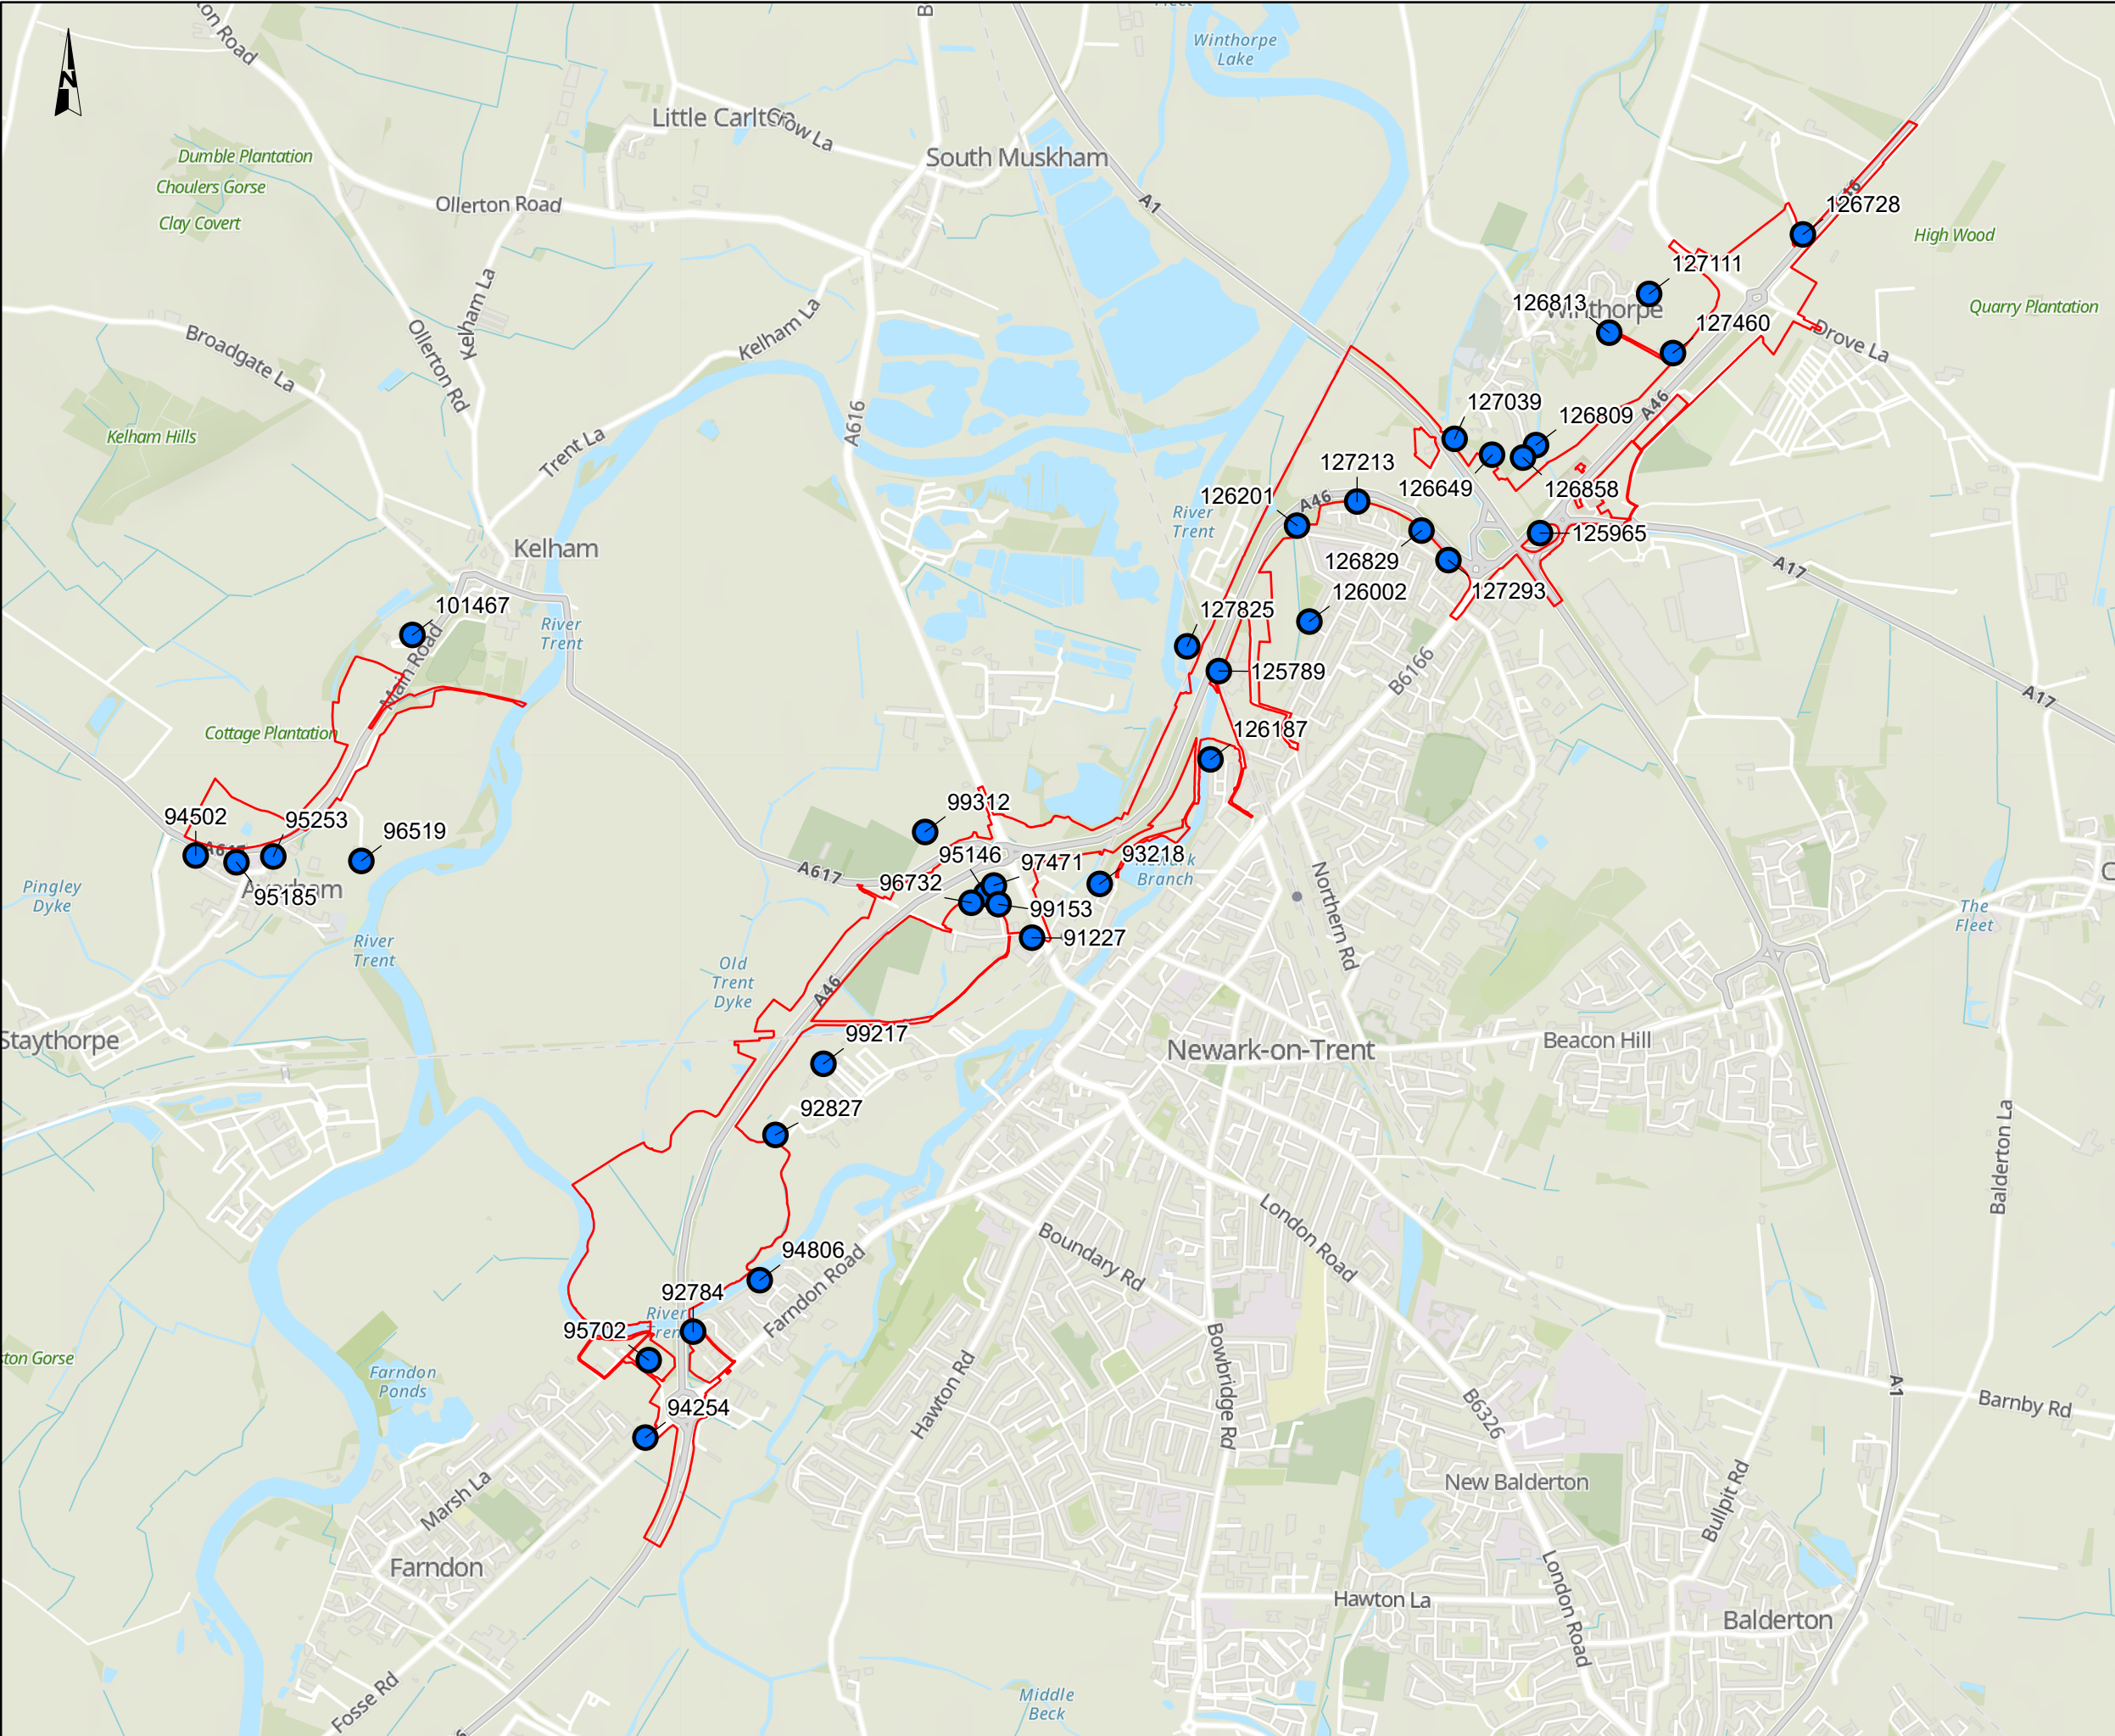 N
Winthorpe
Lake
Little Carlton
Crow La
South Muskham
A1
Dumble Plantation
Choulers Gorse
Clay Covert
Ollerton Road
126728
High Wood
127111
126813
Winthorpe
127460
Quarry Plantation
Drove La
Broadgate La
Ollerton Rd
Kelham La
Kelham La
A616
A46
Kelham Hills
Trent La
127039
126809
127213
126649
126858
126201
A46
River
Trent
Kelham
126829
125965
127293
A17
101467
River
Trent
Main Road
126002
127825
125789
B6166
A17
Cottage Plantation
126187
94502
95253
96519
A617
Averham
95185
99312
95146
97471
93218
Branch
96732
A617
99153
91227
Northern Rd
Pingley
Dyke
River
Trent
Old
Trent
Dyke
A46
The
Fleet
Staythorpe
99217
Newark-on-Trent
Beacon Hill
92827
Balderton La
London Road
Boundary Rd
94806
92784
Farndon Road
River
Trent
95702
Farndon
Ponds
Hawton Rd
Bowbridge Rd
B6326
A1
Barnby Rd
94254
Marsh La
New Balderton
Bullpit Rd
Farndon
London Road
Hawton La
Balderton
Fosse Rd
Middle
Beck